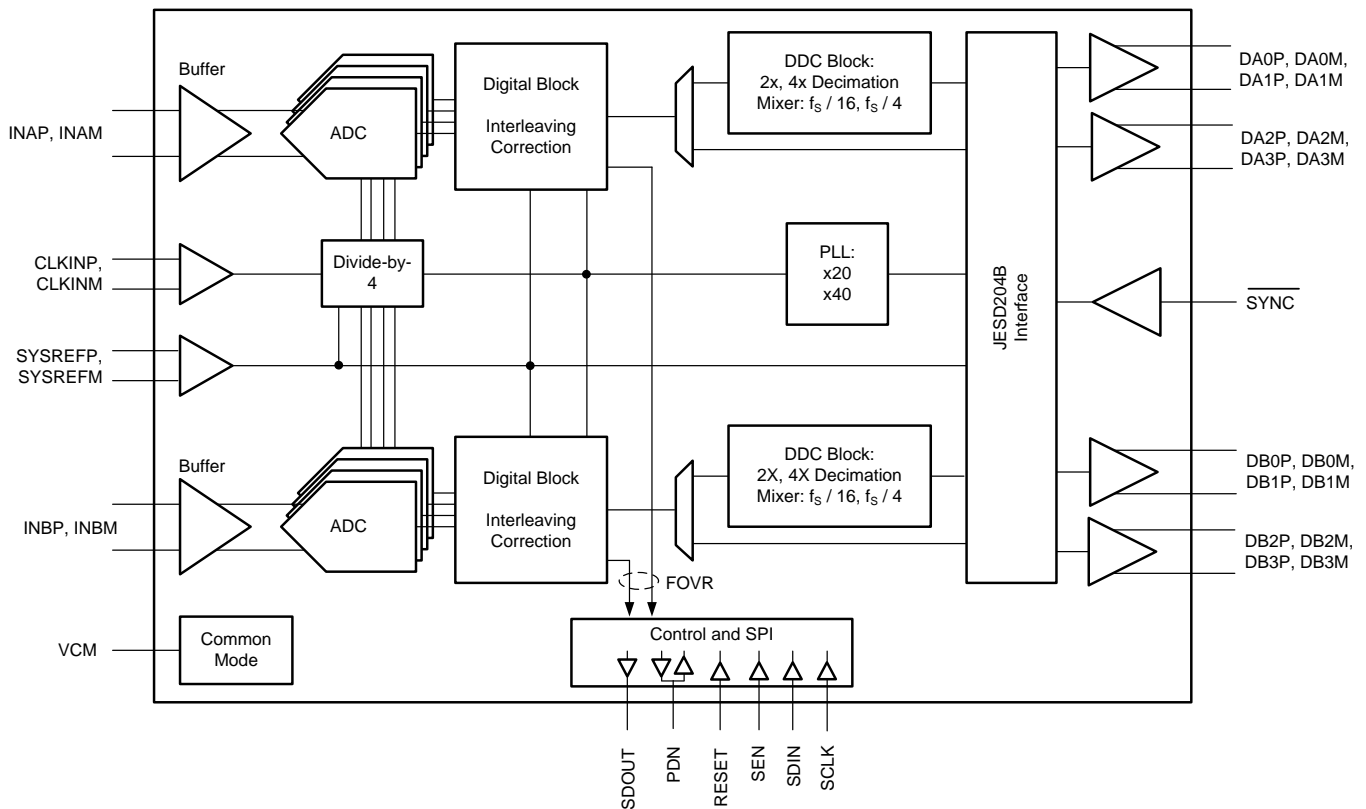 Buffer
INAP, INAM
ADC
Digital Block
Interleaving
Correction
DDC Block:
2x, 4x Decimation
Mixer: fS / 16, fS / 4
DA0P, DA0M,
DA1P, DA1M
DA2P, DA2M,
DA3P, DA3M
CLKINP,
CLKINM
Divide-by-
4
PLL:
x20
x40
JESD204B
Interface
SYNC
SYSREFP,
SYSREFM
Buffer
INBP, INBM
ADC
Digital Block
Interleaving
Correction
DDC Block:
2X, 4X Decimation
Mixer: fS / 16, fS / 4
DB0P, DB0M,
DB1P, DB1M
DB2P, DB2M,
DB3P, DB3M
FOVR
VCM
Common
Mode
Control and SPI
SDOUT
PDN
RESET
SEN
SDIN
SCLK